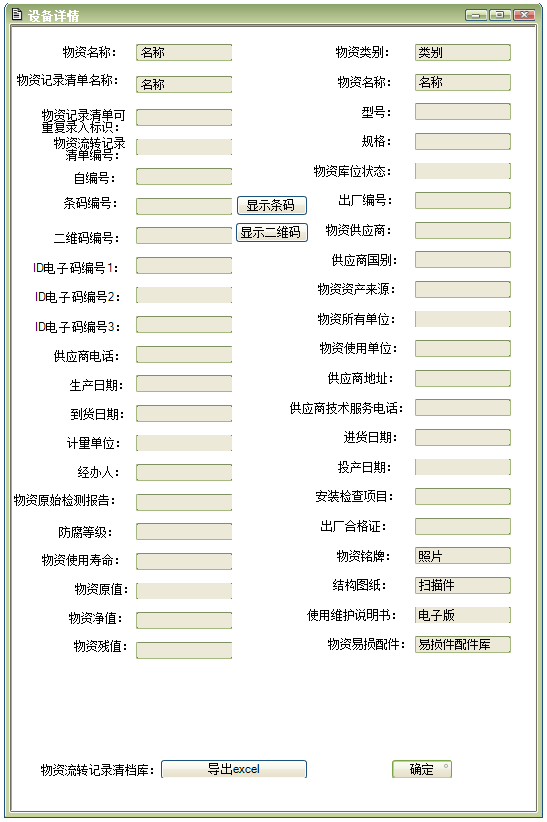 设备详情
物资名称： 名称
物资类别： 类别
物资记录清单名称： 名称
物资名称： 名称
物资记录清单可
重复录入标识：
型号：
物资流转记录
清单编号：
规格：
自编号：
物资库位状态：
条码编号： 显示条码
出厂编号：
二维码编号： 显示二维码
物资供应商：
ID电子码编号1：
供应商国别：
ID电子码编号2：
物资资产来源：
ID电子码编号3：
物资所有单位：
供应商电话：
物资使用单位：
生产日期：
供应商地址：
到货日期：
供应商技术服务电话：
计量单位：
进货日期：
经办人：
投产日期：
物资原始检测报告：
安装检查项目：
防腐等级：
出厂合格证：
物资使用寿命：
物资铭牌： 照片
物资原值：
结构图纸： 扫描件
物资净值：
使用维护说明书： 电子版
物资残值：
物资易损配件： 易损件配件库
物资流转记录清档库： 导出excel
确定